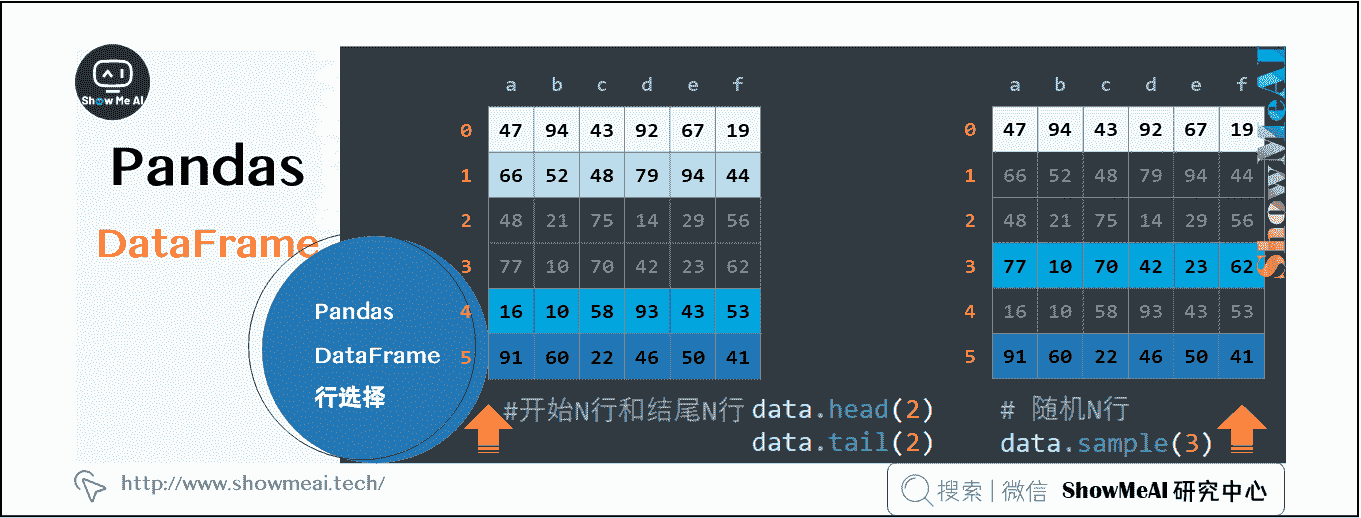 Show Me AI
Pandas
DataFrame
Pandas
DataFrame
行选择
a b c d e f
0 47 94 43 92 67 19
1 66 52 48 79 94 44
2 48 21 75 14 29 56
3 77 10 70 42 23 62
4 16 10 58 93 43 53
5 91 60 22 46 50 41
#开始N行和结尾N行 data.head(2)
data.tail(2)
a b c d e f
0 47 94 43 92 67 19
1 66 52 48 79 94 44
2 48 21 75 14 29 56
3 77 10 70 42 23 62
4 16 10 58 93 43 53
5 91 60 22 46 50 41
# 随机N行
data.sample(3)
ShowMeAI
http://www.showmeai.tech/
搜索 | 微信 ShowMeAI 研究中心